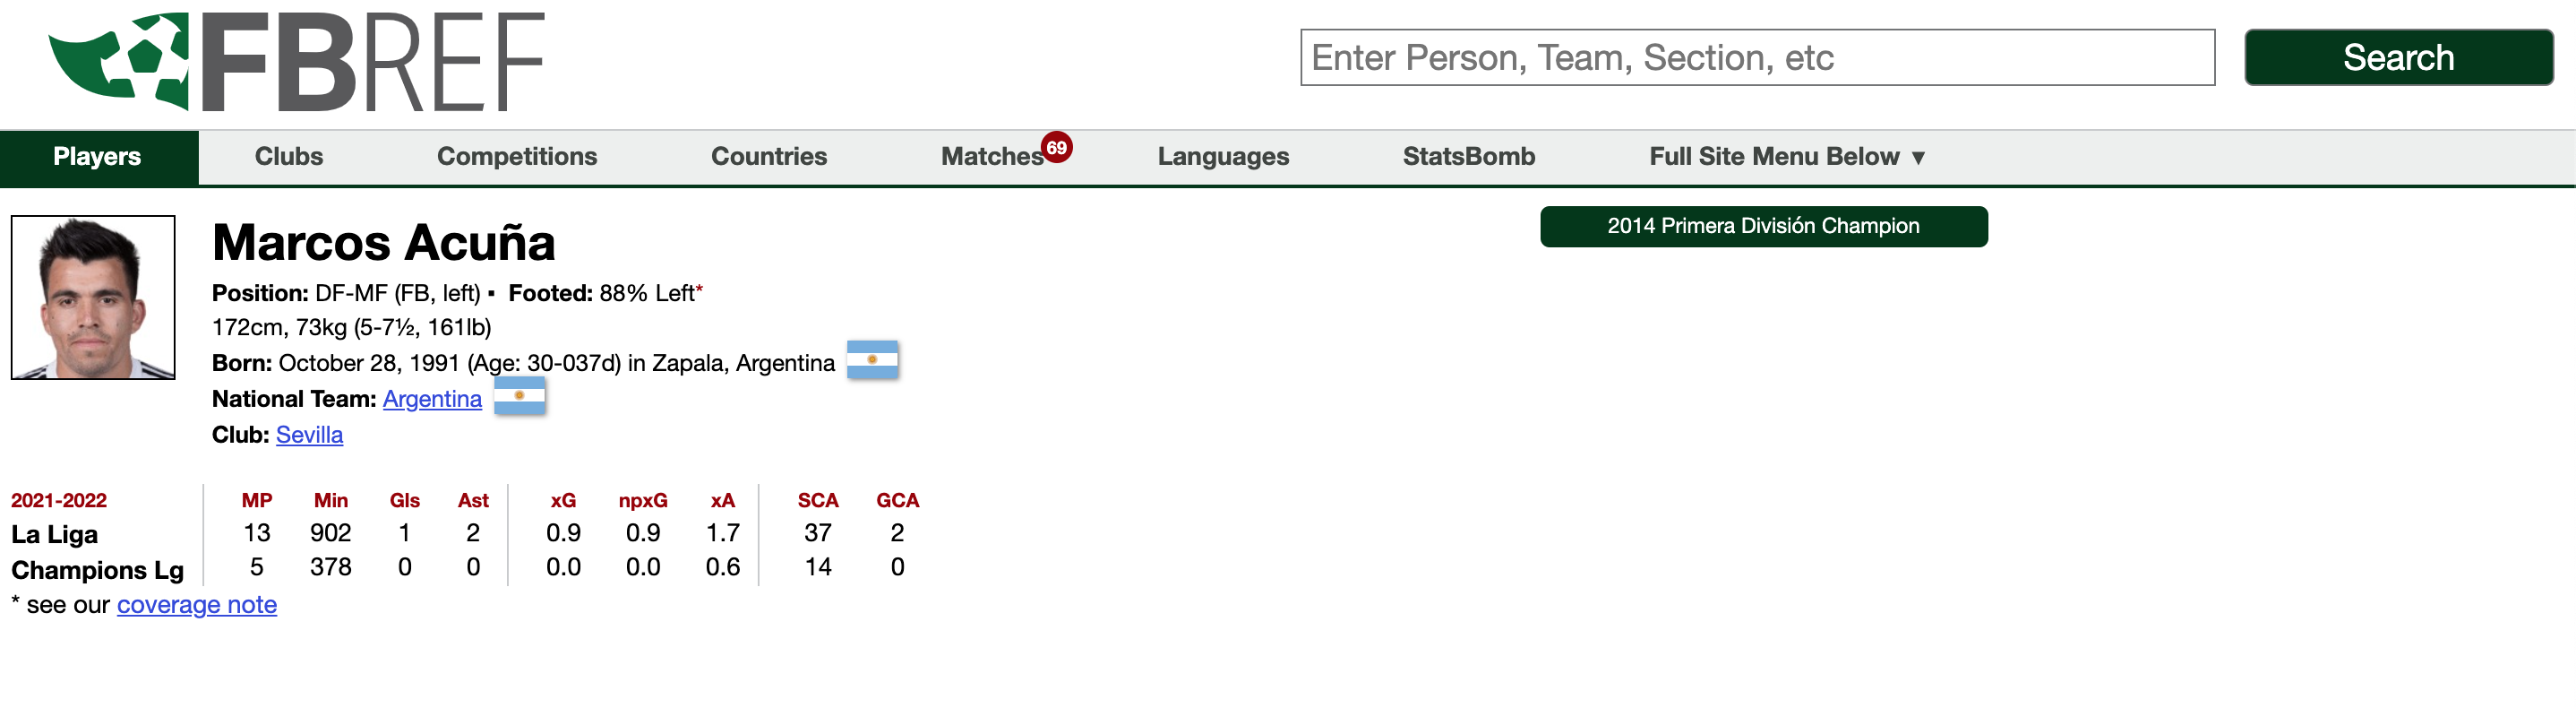 FBREF
Enter Person, Team, Section, etc
Search
Players Clubs Competitions Countries Matches 69 Languages StatsBomb Full Site Menu Below ▼
2014 Primera División Champion
Marcos Acuña
Position: DF-MF (FB, left) ▪ Footed: 88% Left*
172cm, 73kg (5-7½, 161lb)
Born: October 28, 1991 (Age: 30-037d) in Zapala, Argentina
National Team: Argentina
Club: Sevilla
2021-2022 MP Min Gls Ast xG npxG xA SCA GCA
La Liga 13 902 1 2 0.9 0.9 1.7 37 2
Champions Lg 5 378 0 0 0.0 0.0 0.6 14 0
* see our coverage note